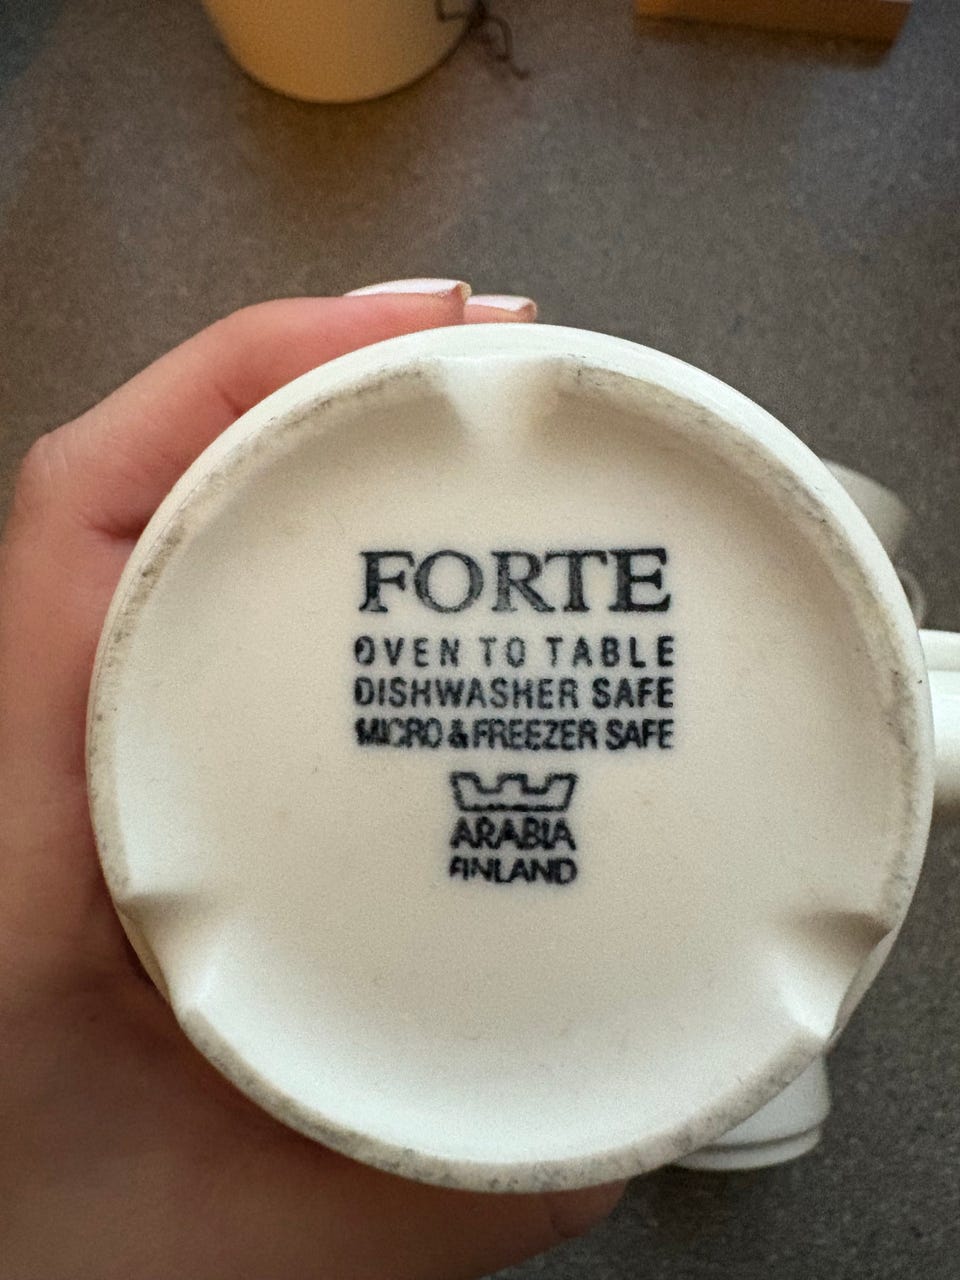 FORTE
OVEN TO TABLE
DISHWASHER SAFE
MICRO & FREEZER SAFE
ARABIA
FINLAND